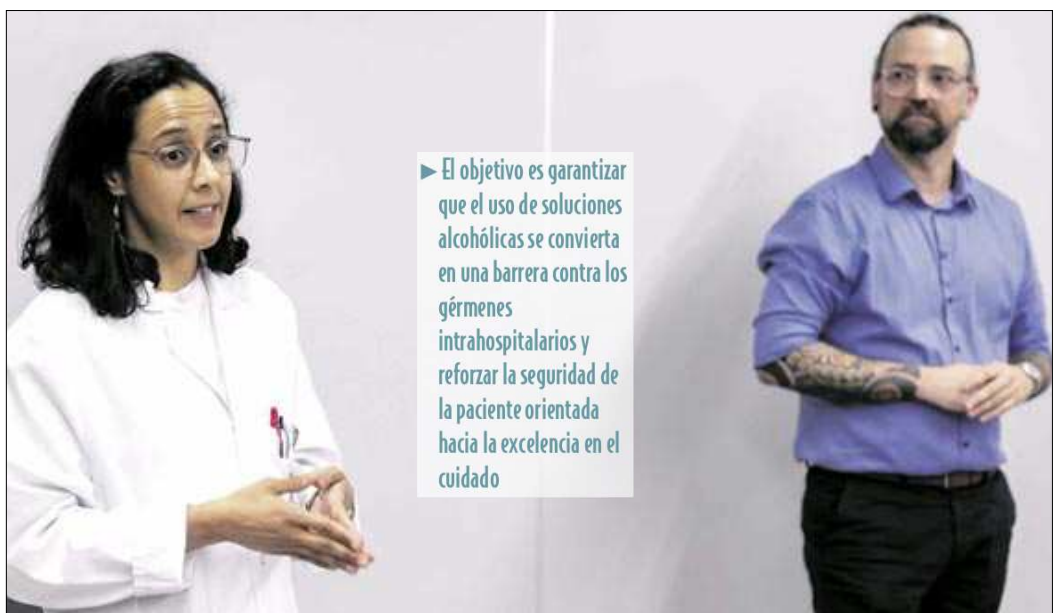 ► El objetivo es garantizar
que el uso de soluciones
alcohólicas se convierta
en una barrera contra los
gérmenes
intrahospitalarios y
reforzar la seguridad de
la paciente orientada
hacia la excelencia en el
cuidado